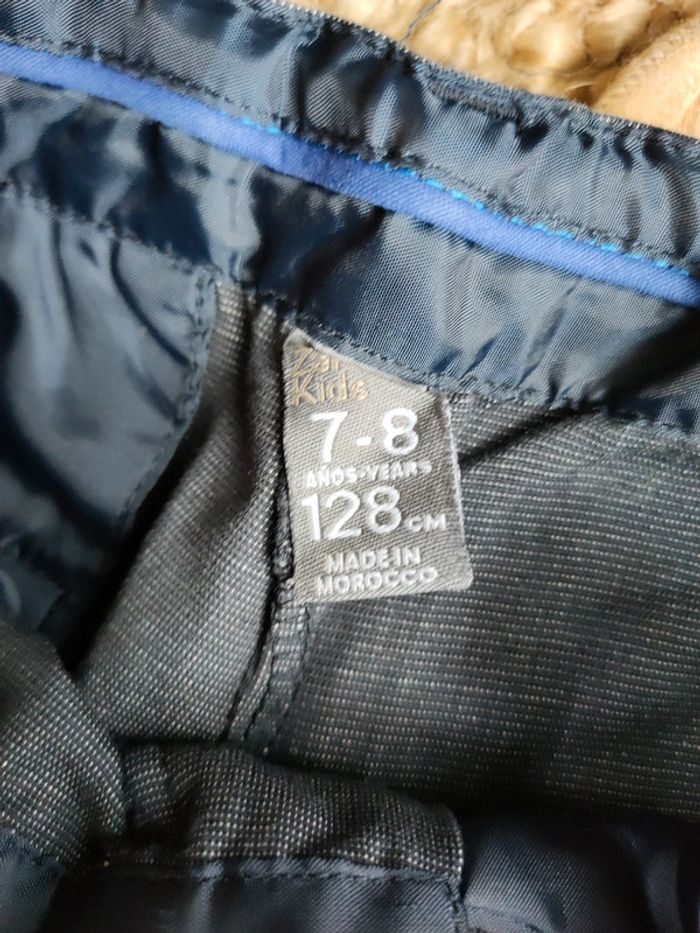 Kids
7-8
AÑOS-YEARS
128 CM
MADE IN
MOROCCO